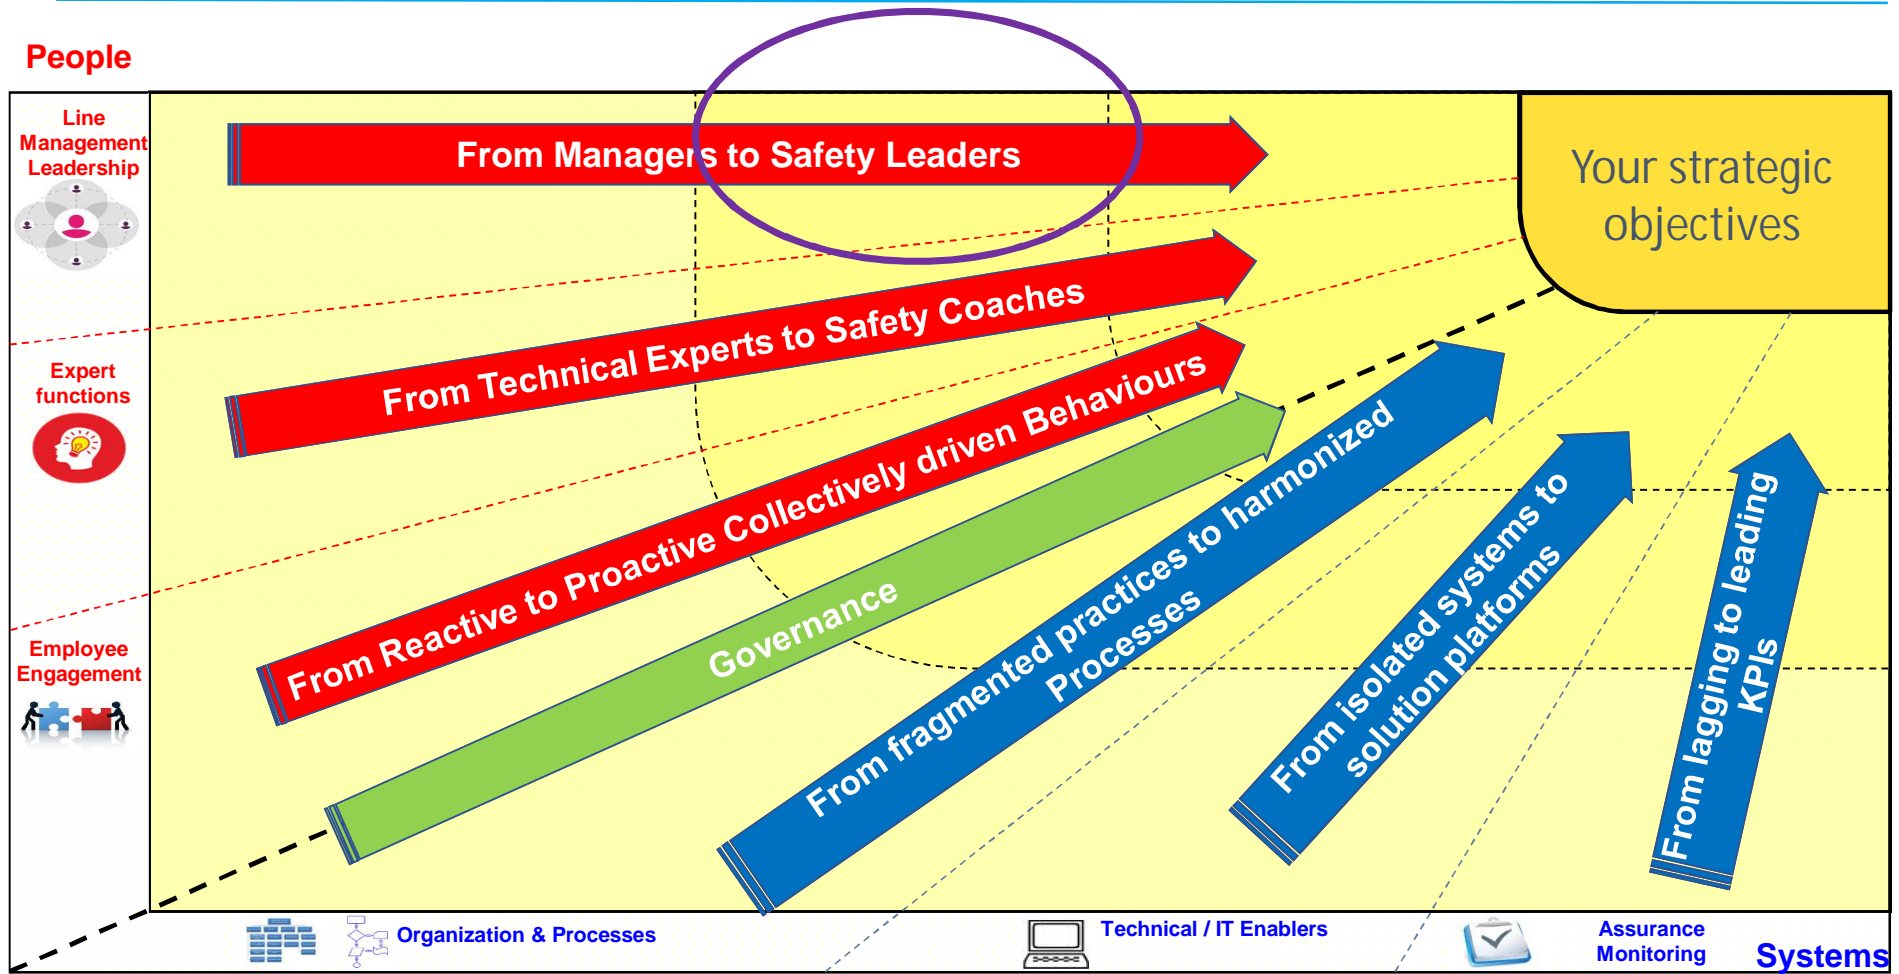 People
Line
Management
Leadership
From Managers to Safety Leaders
Your strategic
objectives
From Technical Experts to Safety Coaches
Expert
functions
From Reactive to Proactive Collectively driven Behaviours
Governance
From fragmented practices to harmonized
Processes
From isolated systems to
solution platforms
From lagging to leading
KPIs
Employee
Engagement
Organization & Processes
Technical / IT Enablers
Assurance
Monitoring
Systems